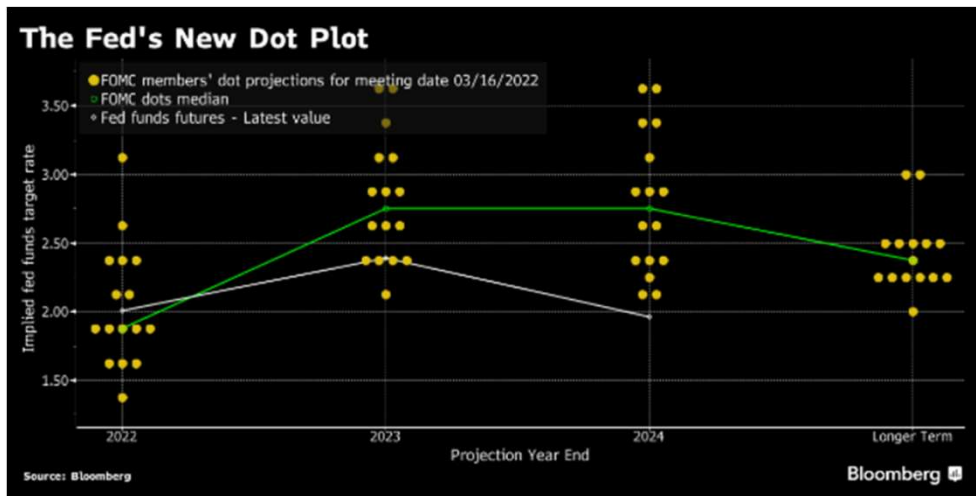 The Fed's New Dot Plot
FOMC members' dot projections for meeting date 03/16/2022
FOMC dots median
Fed funds futures - Latest value
Implied fed funds target rate
3.50
3.00
2.50
2.00
1.50
2022 2023 2024 Longer Term
Projection Year End
Source: Bloomberg
Bloomberg